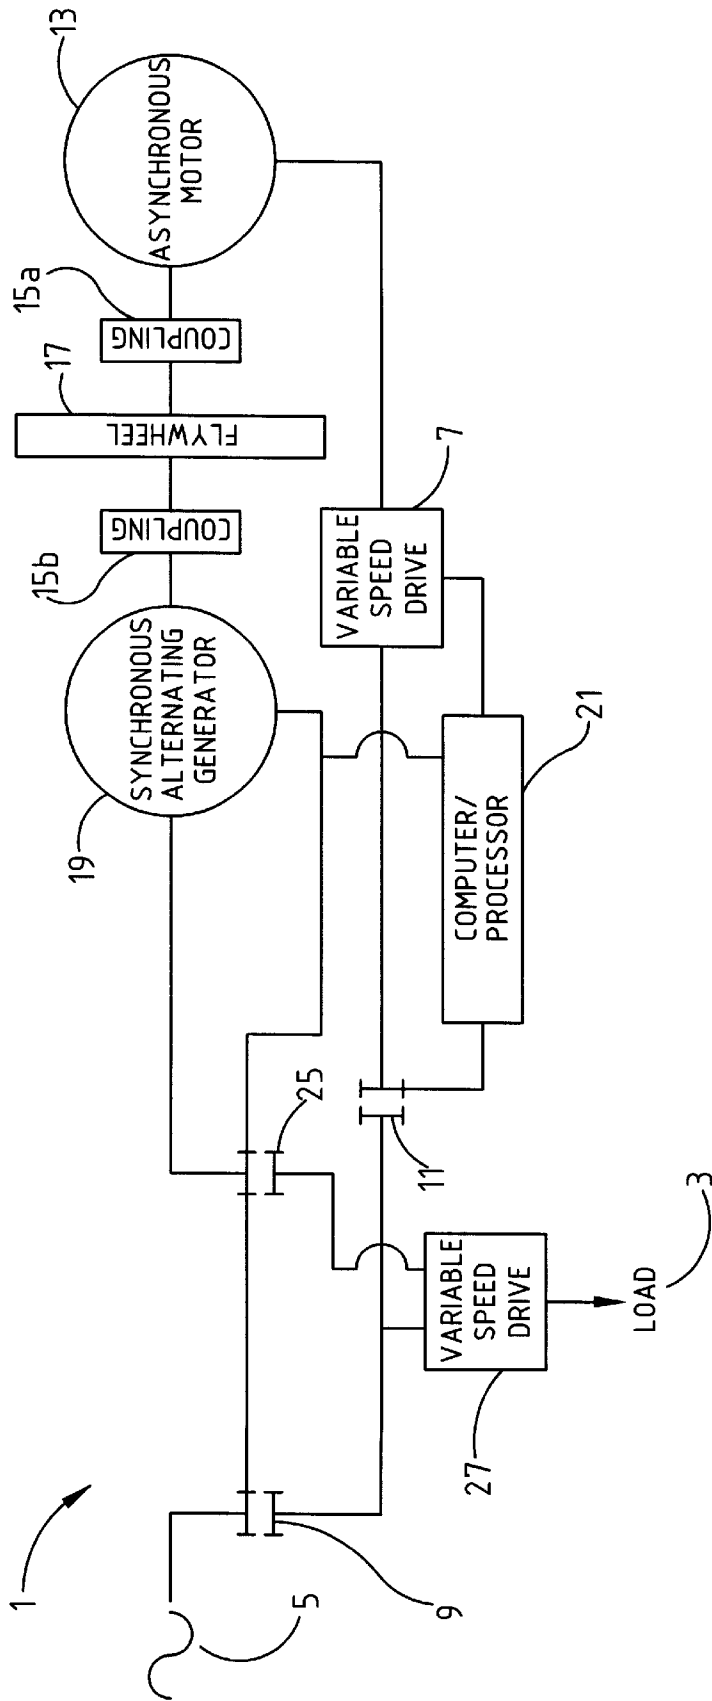 13
ASYNCHRONOUS
MOTOR
15a
COUPLING
17
FLYWHEEL
15b
COUPLING
SYNCHRONOUS
ALTERNATING
GENERATOR
19
7
VARIABLE
SPEED
DRIVE
21
COMPUTER/
PROCESSOR
25
11
3
LOAD
VARIABLE
SPEED
DRIVE
27
1
5
9